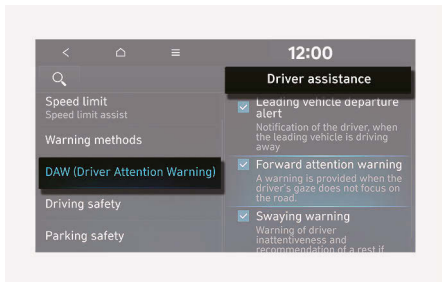 12:00
Driver assistance
Speed limit
Speed limit assist
Warning methods
DAW (Driver Attention Warning)
Driving safety
Parking safety
Leading vehicle departure
alert
Notification of the driver, when
the leading vehicle is driving
away
Forward attention warning
A warning is provided when the
driver's gaze does not focus on
the road.
Swaying warning
Warning of driver
inattentiveness and
recommendation of a rest if